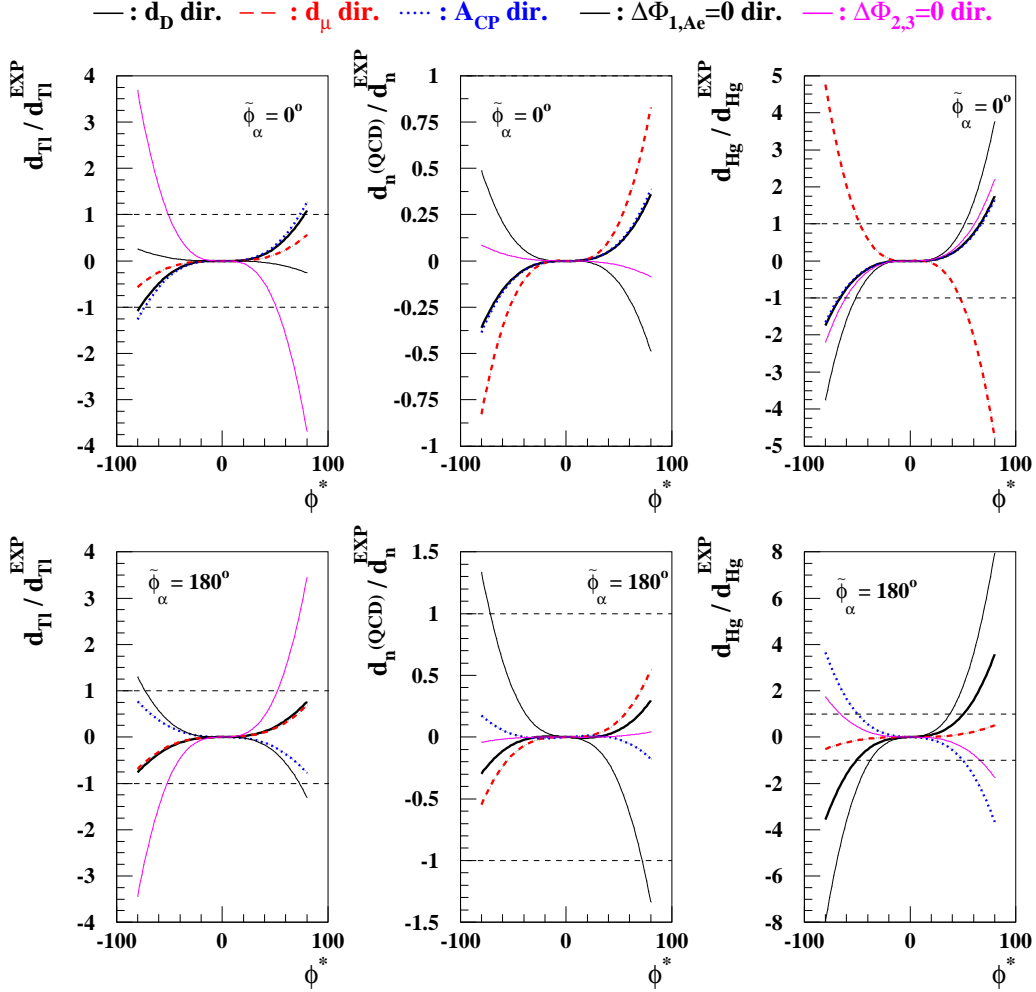 — : d_D dir. – – : d_μ dir. ····· : A_CP dir. — : ΔΦ_1,Ae=0 dir. — : ΔΦ_2,3=0 dir.
d_Tl / d_Tl^EXP
4
3
2
1
0
-1
-2
-3
-4
-100 0 100
ϕ^*
ϕ̃_α = 0^o
d_n^(QCD) / d_n^EXP
1
0.75
0.5
0.25
0
-0.25
-0.5
-0.75
-1
-100 0 100
ϕ^*
ϕ̃_α = 0^o
d_Hg / d_Hg^EXP
5
4
3
2
1
0
-1
-2
-3
-4
-5
-100 0 100
ϕ^*
ϕ̃_α = 0^o
d_Tl / d_Tl^EXP
4
3
2
1
0
-1
-2
-3
-4
-100 0 100
ϕ^*
ϕ̃_α = 180^o
d_n^(QCD) / d_n^EXP
1.5
1
0.5
0
-0.5
-1
-1.5
-100 0 100
ϕ^*
ϕ̃_α = 180^o
d_Hg / d_Hg^EXP
8
6
4
2
0
-2
-4
-6
-8
-100 0 100
ϕ^*
ϕ̃_α = 180^o